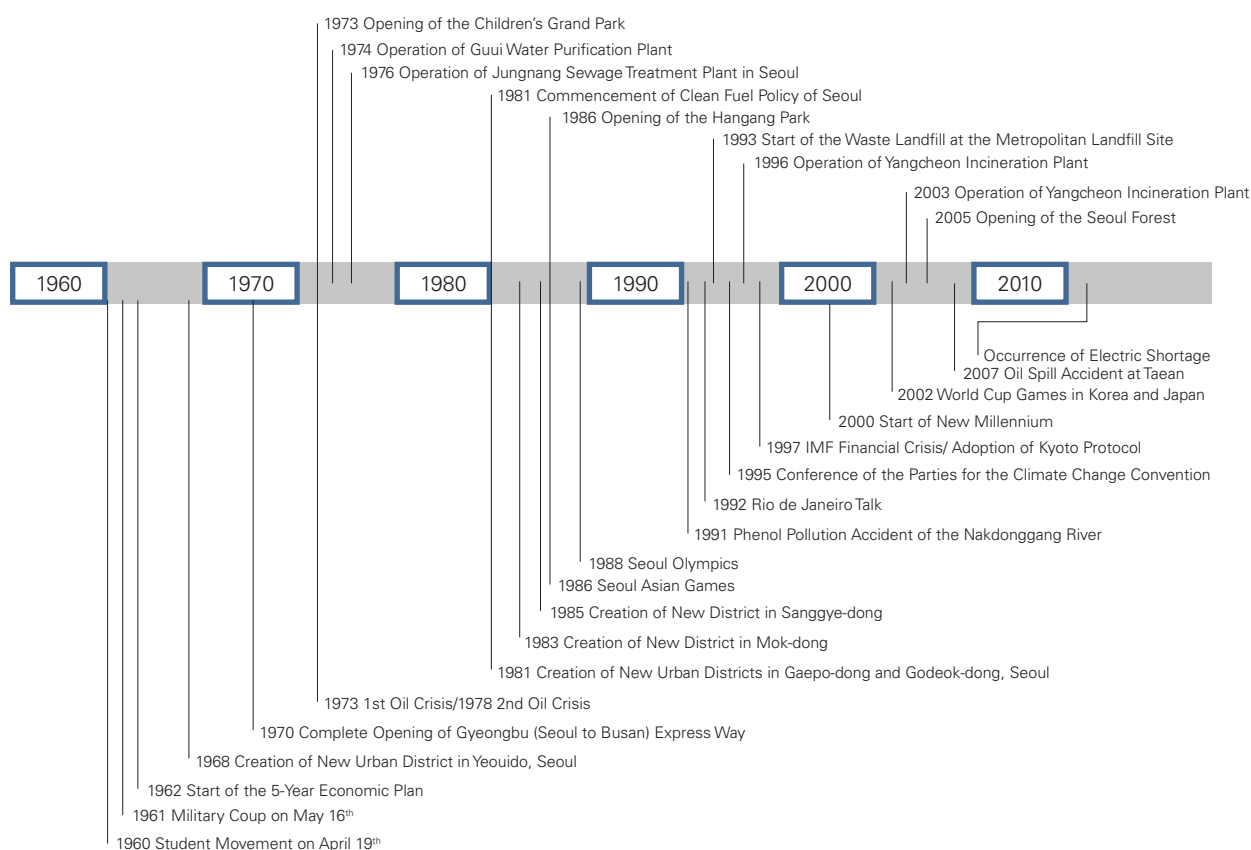 1973 Opening of the Children's Grand Park
1974 Operation of Guui Water Purification Plant
1976 Operation of Jungnang Sewage Treatment Plant in Seoul
1981 Commencement of Clean Fuel Policy of Seoul
1986 Opening of the Hangang Park
1993 Start of the Waste Landfill at the Metropolitan Landfill Site
1996 Operation of Yangcheon Incineration Plant
2003 Operation of Yangcheon Incineration Plant
2005 Opening of the Seoul Forest
1960
1970
1980
1990
2000
2010
Occurrence of Electric Shortage
2007 Oil Spill Accident at Taean
2002 World Cup Games in Korea and Japan
2000 Start of New Millennium
1997 IMF Financial Crisis/ Adoption of Kyoto Protocol
1995 Conference of the Parties for the Climate Change Convention
1992 Rio de Janeiro Talk
1991 Phenol Pollution Accident of the Nakdonggang River
1988 Seoul Olympics
1986 Seoul Asian Games
1985 Creation of New District in Sanggye-dong
1983 Creation of New District in Mok-dong
1981 Creation of New Urban Districts in Gaepo-dong and Godeok-dong, Seoul
1973 1st Oil Crisis/1978 2nd Oil Crisis
1970 Complete Opening of Gyeongbu (Seoul to Busan) Express Way
1968 Creation of New Urban District in Yeouido, Seoul
1962 Start of the 5-Year Economic Plan
1961 Military Coup on May 16th
1960 Student Movement on April 19th